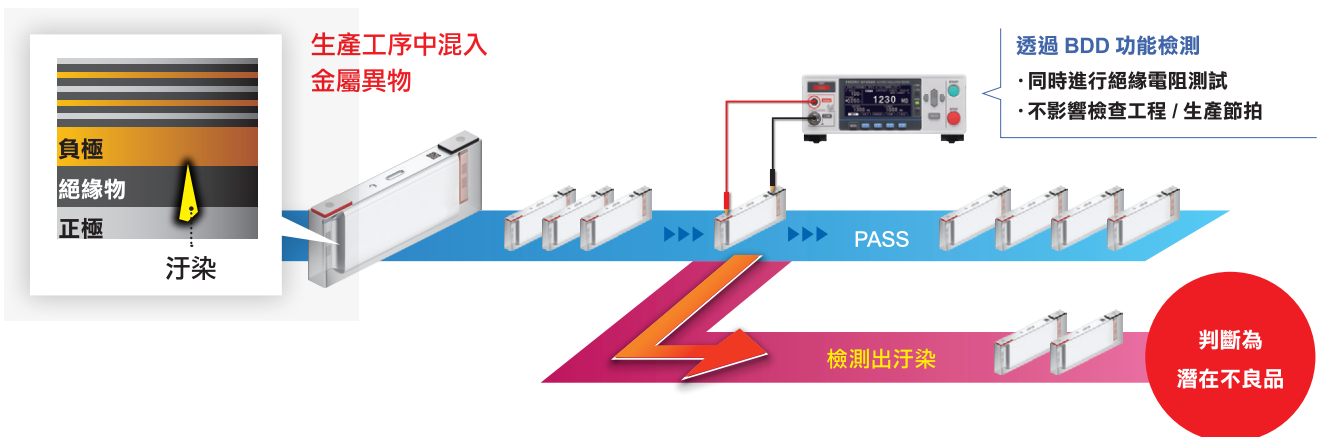 生產工序中混入
金屬異物
負極
絕緣物
正極
汙染
透過 BDD 功能檢測
·同時進行絕緣電阻測試
·不影響檢查工程 / 生產節拍
1230 MΩ
PASS
檢測出汙染
判斷為
潛在不良品